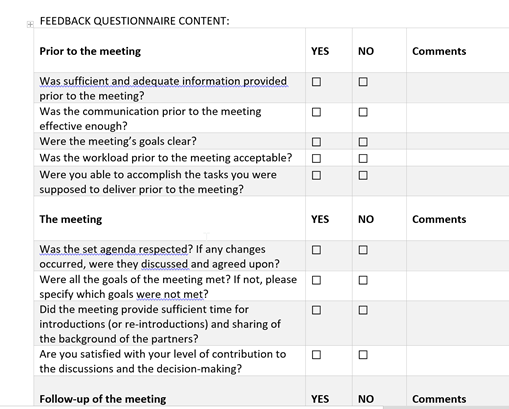 FEEDBACK QUESTIONNAIRE CONTENT:
Prior to the meeting YES NO Comments
Was sufficient and adequate information provided
prior to the meeting? ☐ ☐
Was the communication prior to the meeting
effective enough? ☐ ☐
Were the meeting's goals clear? ☐ ☐
Was the workload prior to the meeting acceptable? ☐ ☐
Were you able to accomplish the tasks you were
supposed to deliver prior to the meeting? ☐ ☐
The meeting YES NO Comments
Was the set agenda respected? If any changes
occurred, were they discussed and agreed upon? ☐ ☐
Were all the goals of the meeting met? If not, please
specify which goals were not met? ☐ ☐
Did the meeting provide sufficient time for
introductions (or re-introductions) and sharing of
the background of the partners? ☐ ☐
Are you satisfied with your level of contribution to
the discussions and the decision-making? ☐ ☐
Follow-up of the meeting YES NO Comments